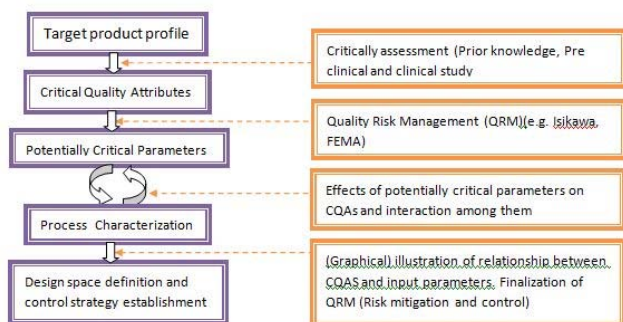 Target product profile
Critically assessment (Prior knowledge, Pre
clinical and clinical study
Critical Quality Attributes
Quality Risk Management (QRM)(e.g. Isikawa,
FEMA)
Potentially Critical Parameters
Effects of potentially critical parameters on
CQAs and interaction among them
Process Characterization
(Graphical) illustration of relationship between
CQAS and input parameters. Finalization of
QRM (Risk mitigation and control)
Design space definition and
control strategy establishment